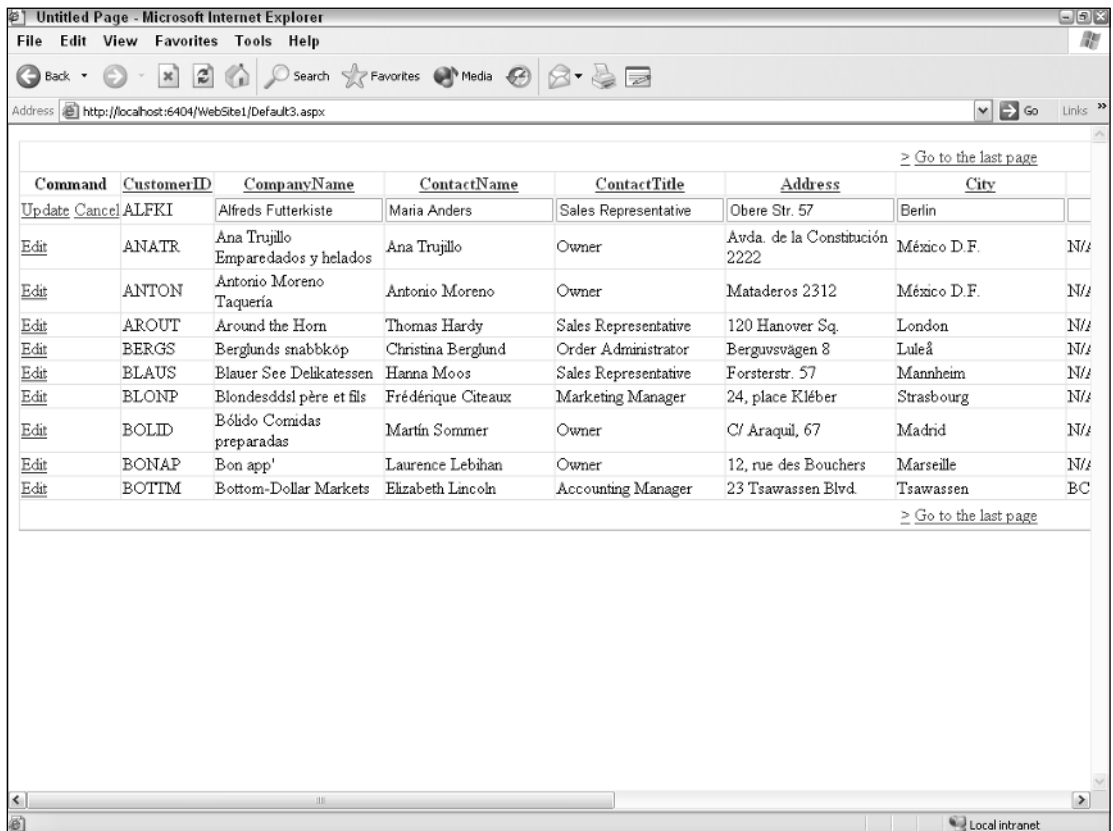 Untitled Page - Microsoft Internet Explorer
File Edit View Favorites Tools Help
Back Search Favorites Media
Address http://localhost:6404/WebSite1/Default3.aspx Go Links »
> Go to the last page
Command CustomerID CompanyName ContactName ContactTitle Address City
Update Cancel ALFKI Alfreds Futterkiste Maria Anders Sales Representative Obere Str. 57 Berlin
Edit ANATR Ana Trujillo Emparedados y helados Ana Trujillo Owner Avda. de la Constitución 2222 México D.F. N/A
Edit ANTON Antonio Moreno Taquería Antonio Moreno Owner Mataderos 2312 México D.F. N/A
Edit AROUT Around the Horn Thomas Hardy Sales Representative 120 Hanover Sq. London N/A
Edit BERGS Berglunds snabbköp Christina Berglund Order Administrator Berguvsvägen 8 Luleå N/A
Edit BLAUS Blauer See Delikatessen Hanna Moos Sales Representative Forsterstr. 57 Mannheim N/A
Edit BLONP Blondesddsl père et fils Frédérique Citeaux Marketing Manager 24, place Kléber Strasbourg N/A
Edit BOLID Bólido Comidas preparadas Martín Sommer Owner C/ Araquil, 67 Madrid N/A
Edit BONAP Bon app' Laurence Lebihan Owner 12, rue des Bouchers Marseille N/A
Edit BOTTM Bottom-Dollar Markets Elizabeth Lincoln Accounting Manager 23 Tsawassen Blvd. Tsawassen BC
> Go to the last page
Local intranet